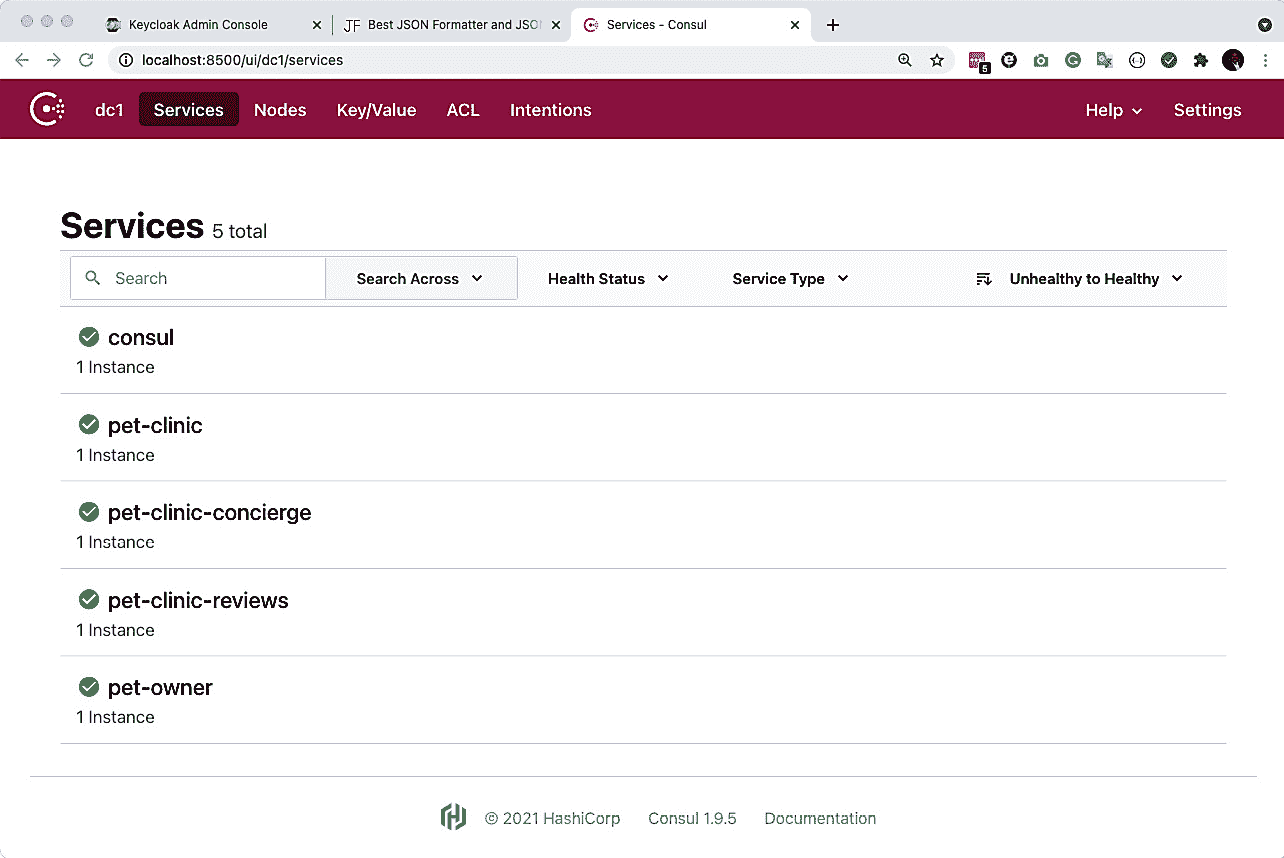 Keycloak Admin Console
JF Best JSON Formatter and JSO
Services - Consul
localhost:8500/ui/dc1/services
5
dc1 Services Nodes Key/Value ACL Intentions Help Settings
Services 5 total
Search Search Across Health Status Service Type Unhealthy to Healthy
consul
1 Instance
pet-clinic
1 Instance
pet-clinic-concierge
1 Instance
pet-clinic-reviews
1 Instance
pet-owner
1 Instance
© 2021 HashiCorp Consul 1.9.5 Documentation